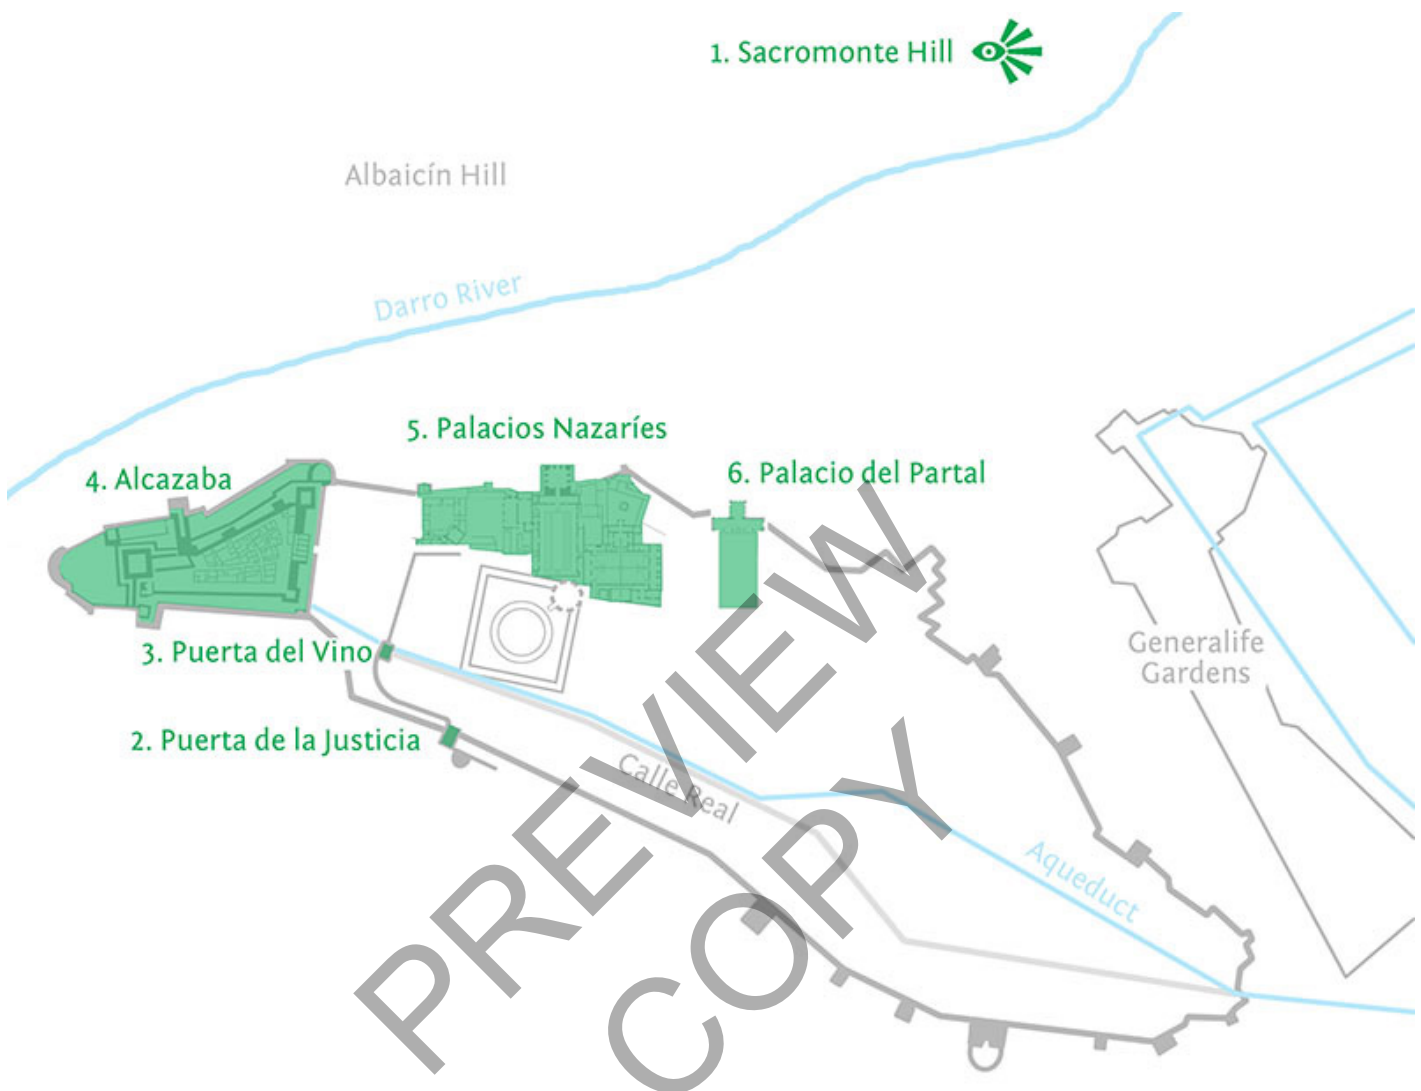 1. Sacromonte Hill
Albaicín Hill
Darro River
5. Palacios Nazaríes
4. Alcazaba
6. Palacio del Partal
3. Puerta del Vino
Generalife
Gardens
2. Puerta de la Justicia
Calle Real
Aqueduct
PREVIEW
COPY